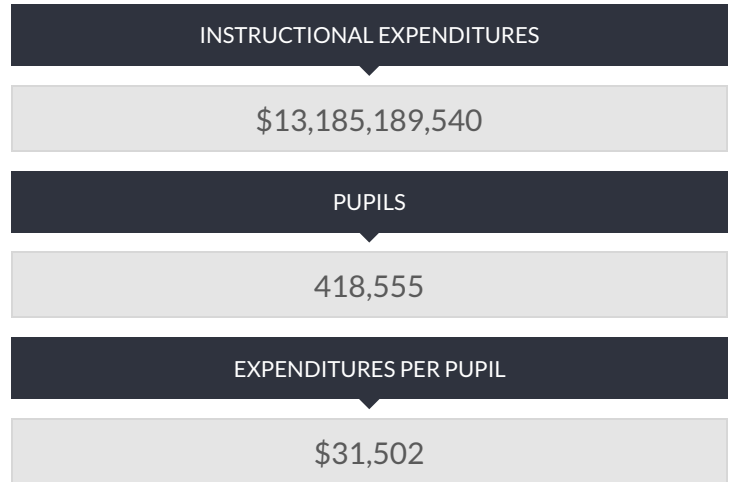 INSTRUCTIONAL EXPENDITURES
$13,185,189,540
PUPILS
418,555
EXPENDITURES PER PUPIL
$31,502